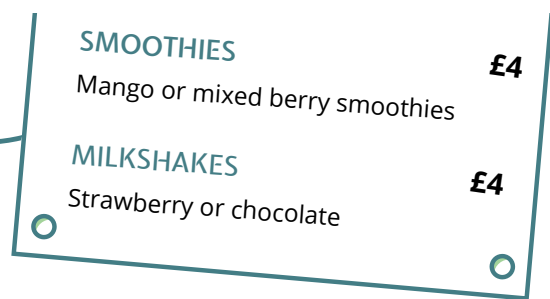 SMOOTHIES
£4
Mango or mixed berry smoothies
MILKSHAKES
£4
Strawberry or chocolate